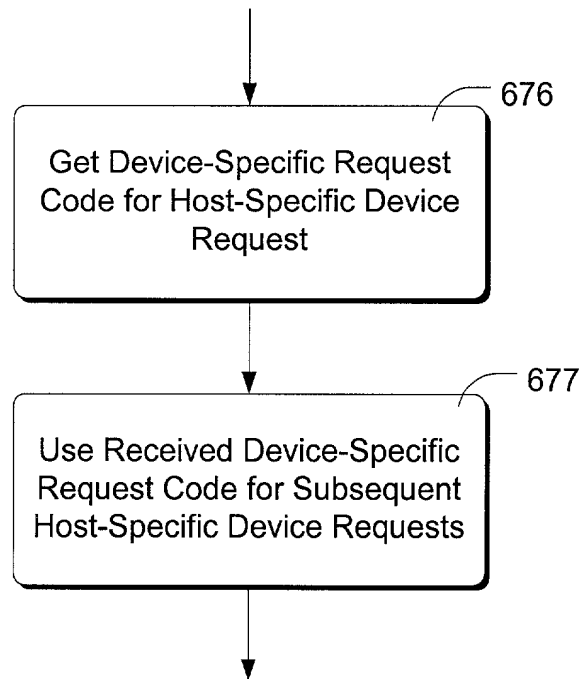 676
Get Device-Specific Request
Code for Host-Specific Device
Request
677
Use Received Device-Specific
Request Code for Subsequent
Host-Specific Device Requests